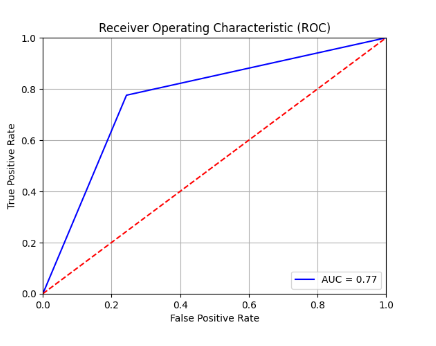 Receiver Operating Characteristic (ROC)
1.0
0.8
0.6
0.4
0.2
0.0
True Positive Rate
AUC = 0.77
0.0 0.2 0.4 0.6 0.8 1.0
False Positive Rate